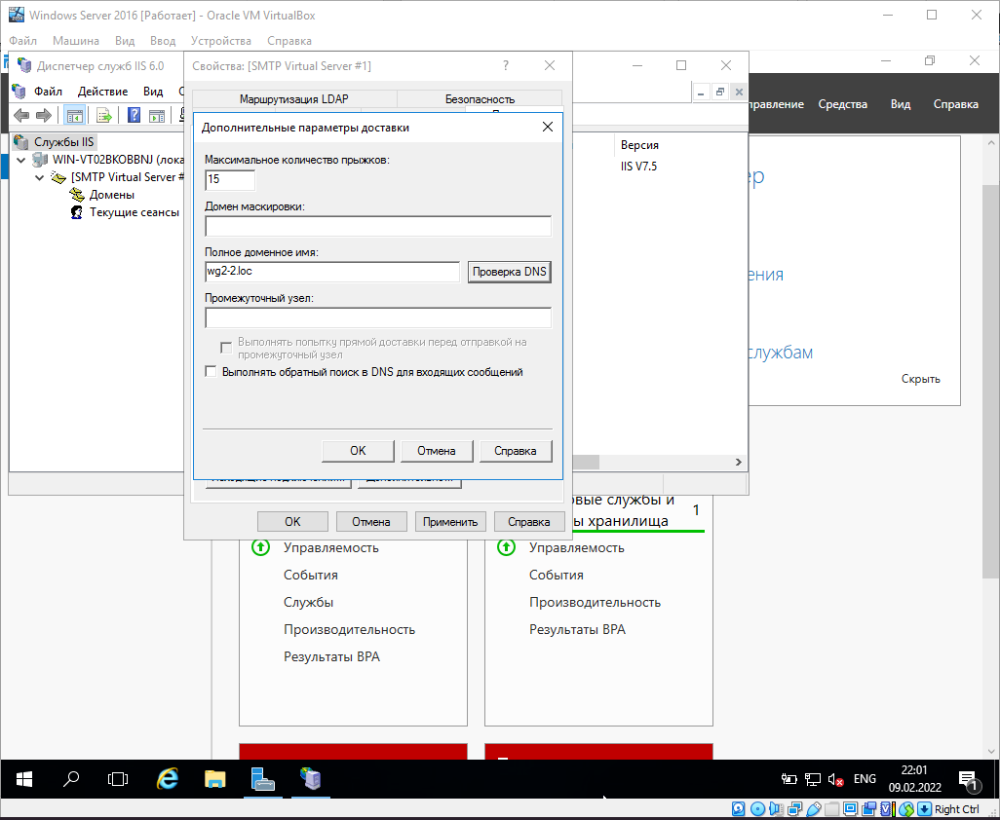 Windows Server 2016 [Работает] - Oracle VM VirtualBox
Файл Машина Вид Ввод Устройства Справка
Диспетчер служб IIS 6.0
Свойства: [SMTP Virtual Server #1]
Файл Действие Вид
Управление Средства Вид Справка
Маршрутизация LDAP Безопасность
Дополнительные параметры доставки
Службы IIS
WIN-VT02BKOBBNJ (лока
[SMTP Virtual Server #
Домены
Текущие сеансы
Версия
IIS V7.5
Максимальное количество прыжков:
15
Домен маскировки:
Полное доменное имя:
wg2-2.loc
Проверка DNS
Промежуточный узел:
Выполнять попытку прямой доставки перед отправкой на
промежуточный узел
Выполнять обратный поиск в DNS для входящих сообщений
OK Отмена Справка
службам
Скрыть
OK Отмена Применить Справка
овые службы и
ы хранилища
1
Управляемость
События
Службы
Производительность
Результаты BPA
Управляемость
События
Производительность
Результаты BPA
ENG
22:01
09.02.2022
1
Right Ctrl